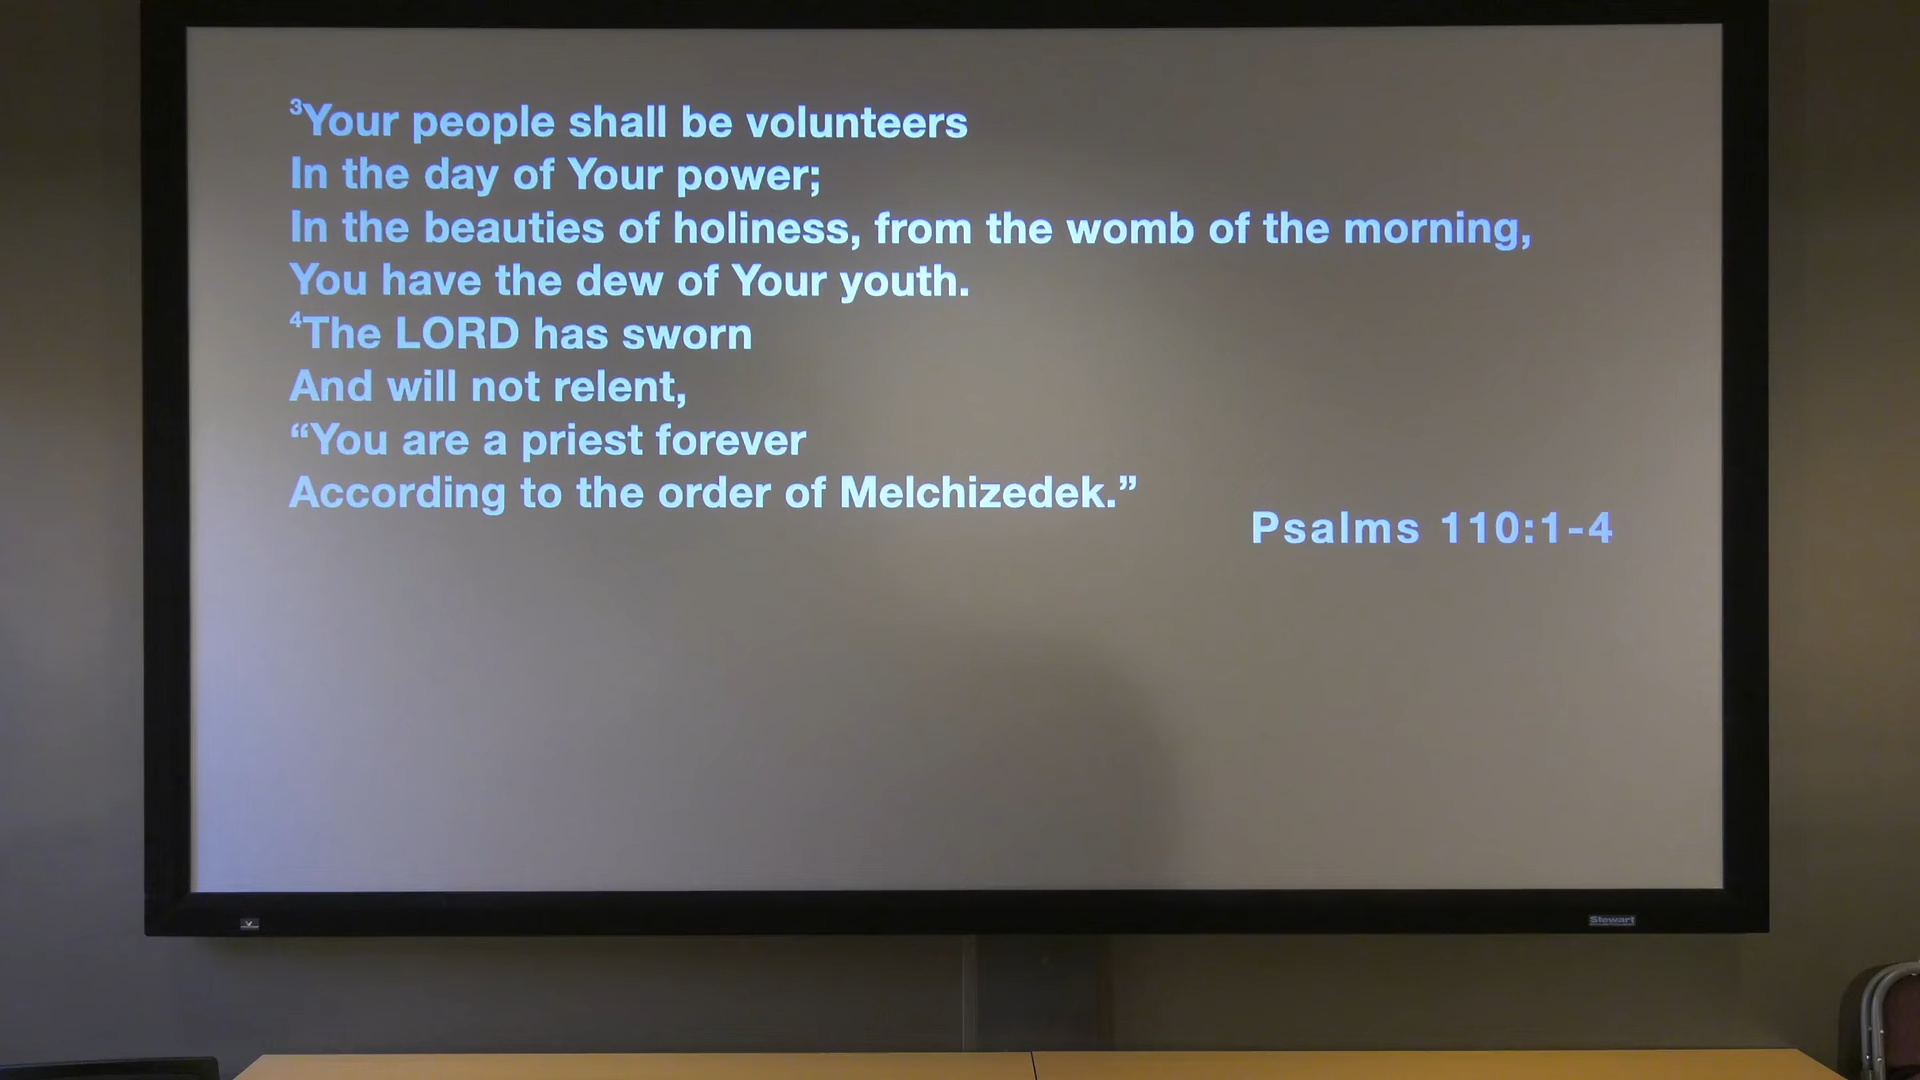 ³Your people shall be volunteers
In the day of Your power;
In the beauties of holiness, from the womb of the morning,
You have the dew of Your youth.
⁴The LORD has sworn
And will not relent,
“You are a priest forever
According to the order of Melchizedek.”
Psalms 110:1-4
Stewart